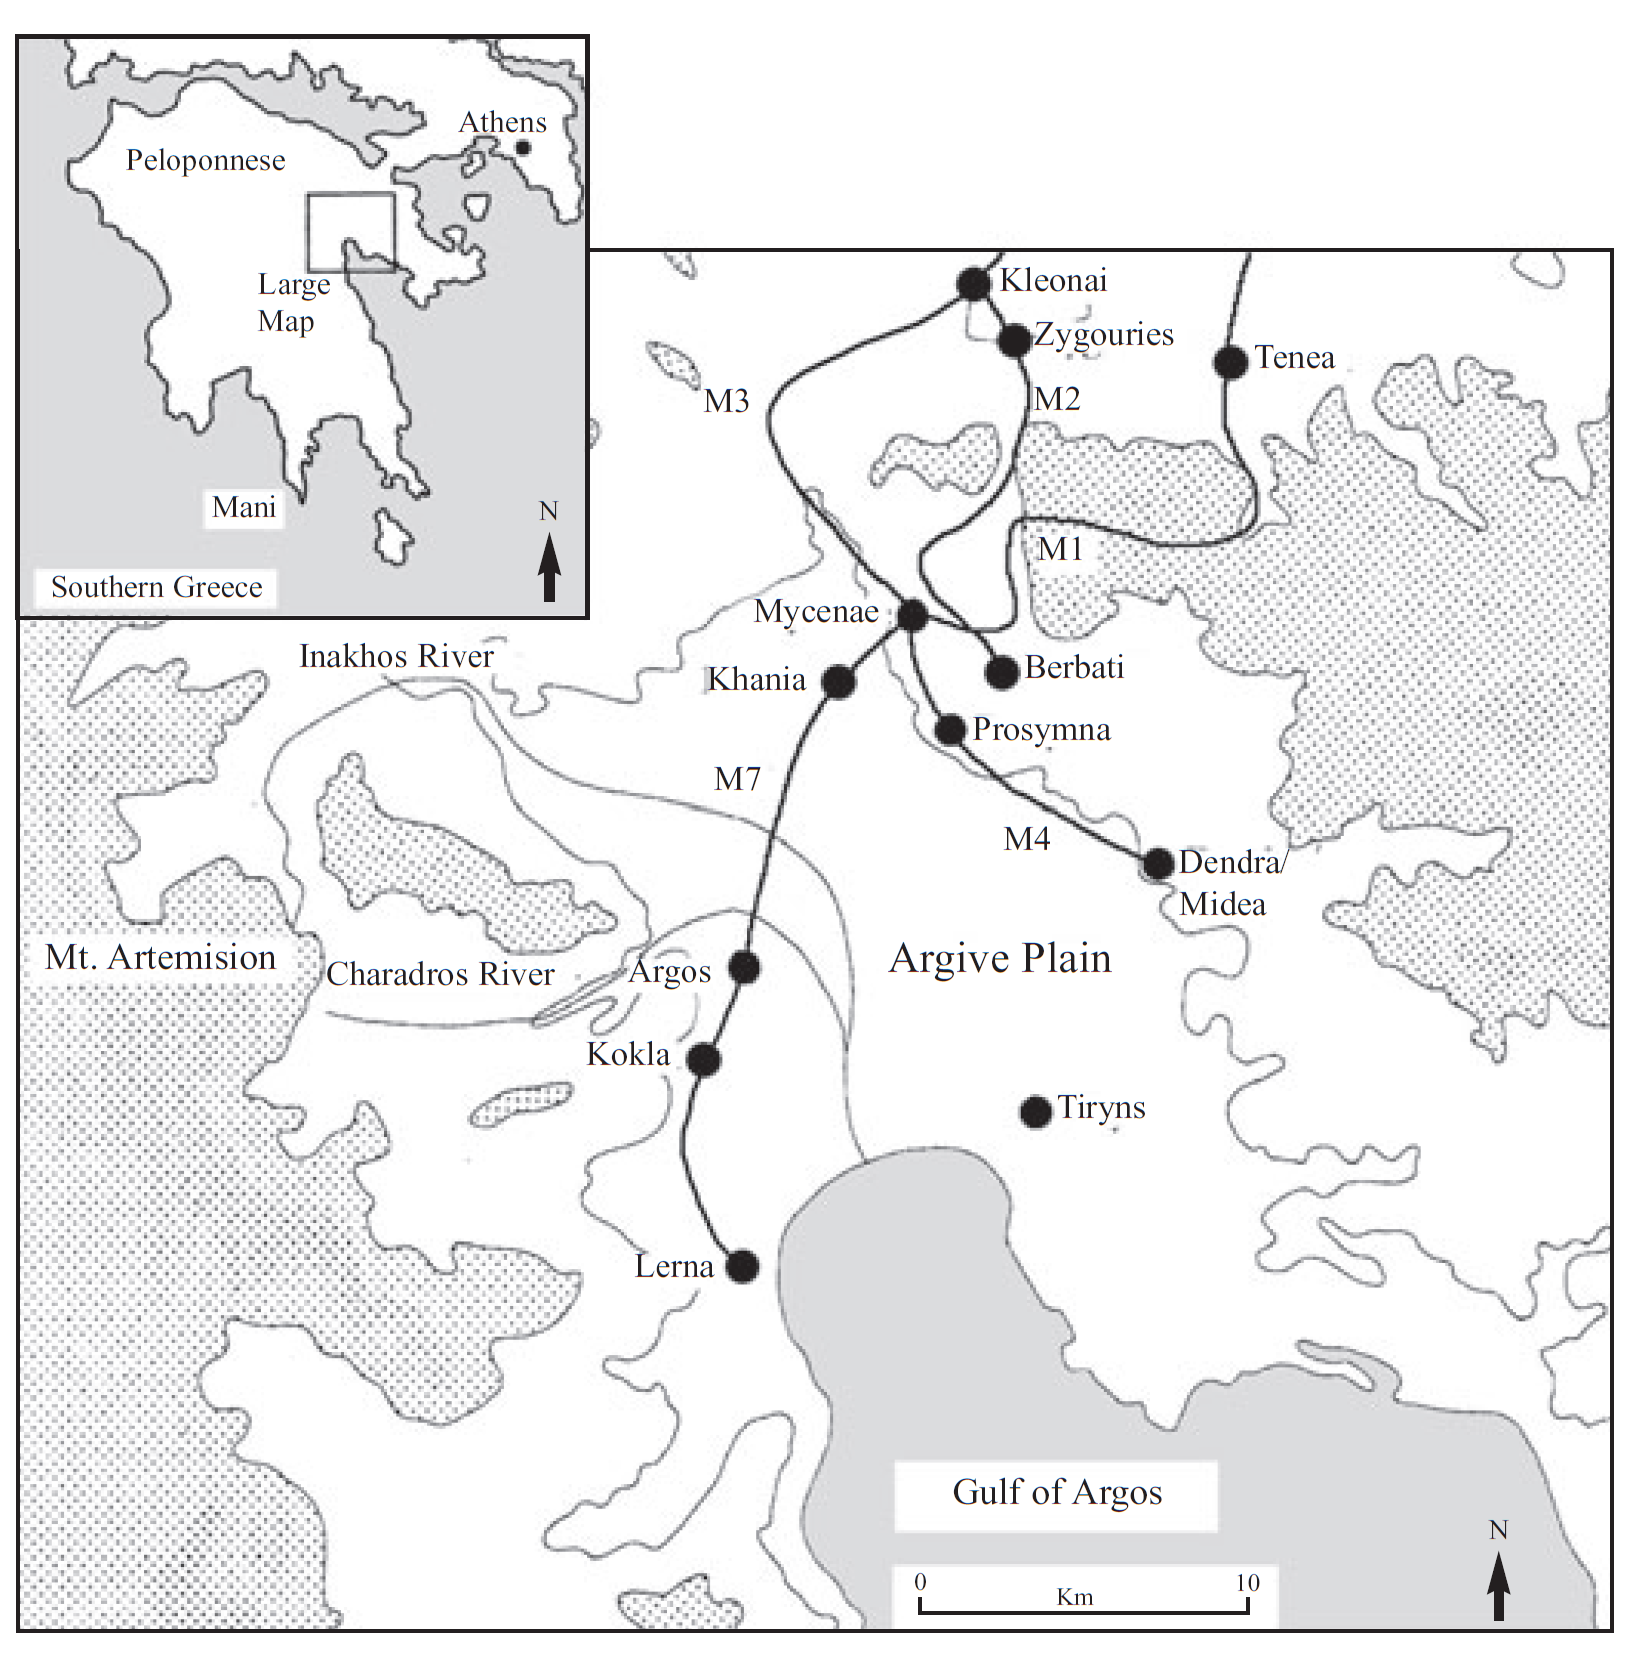 Athens
Peloponnese
Large
Map
Mani
N
Southern Greece
Kleonai
Zygouries
Tenea
M3
M2
M1
Mycenae
Inakhos River
Berbati
Khania
Prosymna
M7
M4
Dendra/
Midea
Mt. Artemision
Argive Plain
Charadros River
Argos
Kokla
Tiryns
Lerna
Gulf of Argos
N
0
10
Km